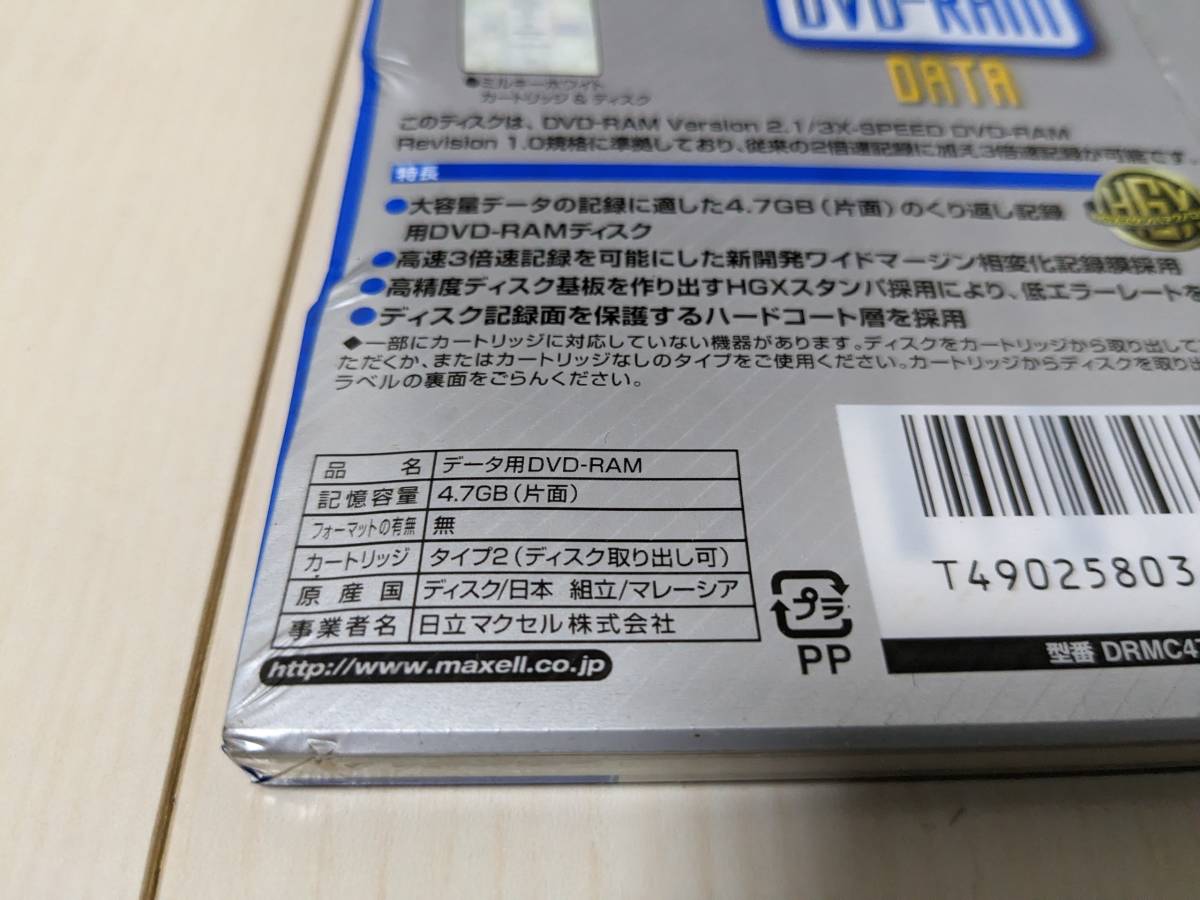 DVD-RAM
DATA
●ミルキーホワイト
カートリッジ & ディスク
このディスクは、DVD-RAM Version 2.1/3X-SPEED DVD-RAM
Revision 1.0規格に準拠しており、従来の2倍速記録に加え3倍速記録が可能です。
特長
HGX
●大容量データの記録に適した4.7GB(片面)のくり返し記録
用DVD-RAMディスク
●高速3倍速記録を可能にした新開発ワイドマージン相変化記録膜採用
●高精度ディスク基板を作り出すHGXスタンパ採用により、低エラーレートを
●ディスク記録面を保護するハードコート層を採用
◆一部にカートリッジに対応していない機器があります。ディスクをカートリッジから取り出して
ただくか、またはカートリッジなしのタイプをご使用ください。カートリッジからディスクを取り出
ラベルの裏面をごらんください。
品 名 データ用DVD-RAM
記憶容量 4.7GB(片面)
フォーマットの有無 無
カートリッジ タイプ2(ディスク取り出し可)
原産国 ディスク/日本 組立/マレーシア
事業者名 日立マクセル株式会社
http://www.maxell.co.jp
プラ
PP
T49025803
型番 DRMC47